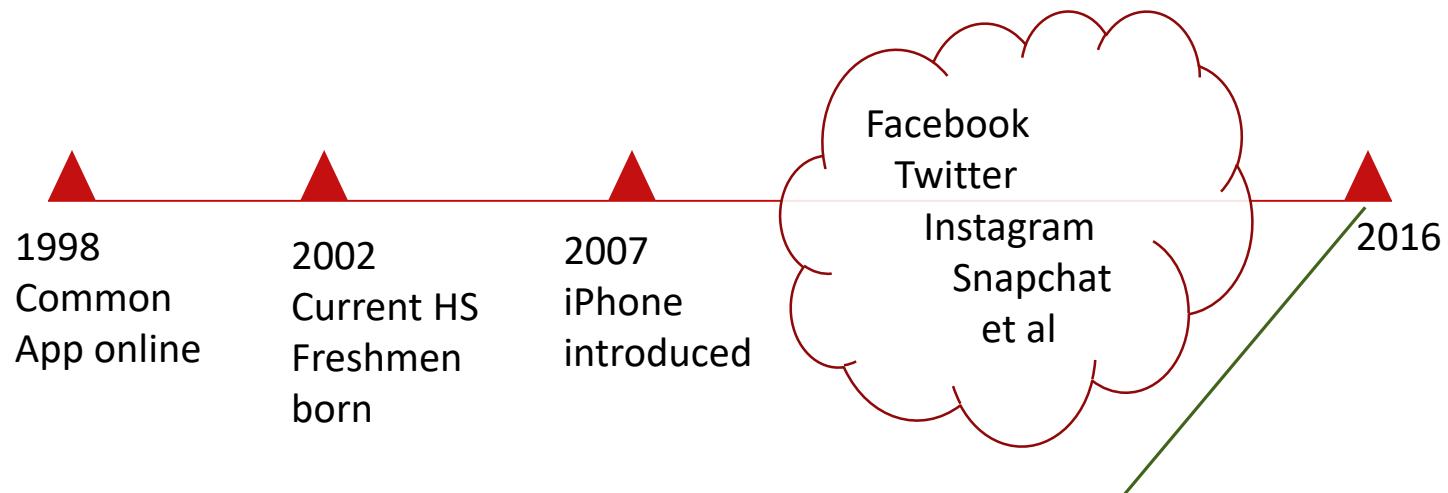 1998
Common
App online
2002
Current HS
Freshmen
born
2007
iPhone
introduced
Facebook
Twitter
Instagram
Snapchat
et al
2016